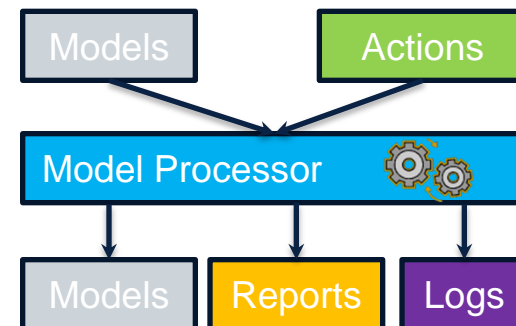 Models
Actions
Model Processor
Models
Reports
Logs